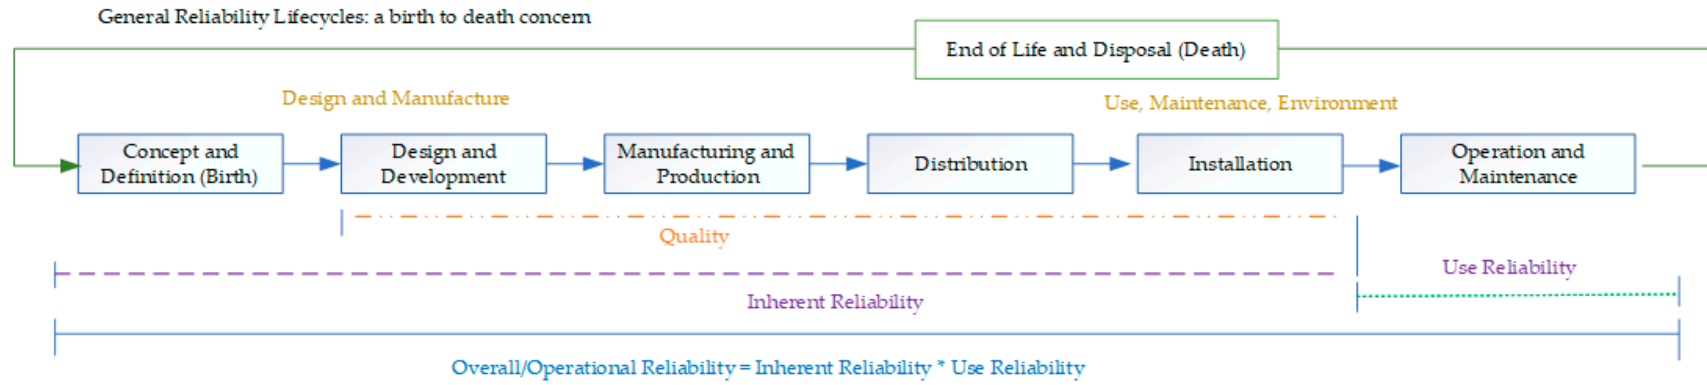 General Reliability Lifecycles: a birth to death concern
End of Life and Disposal (Death)
Design and Manufacture
Use, Maintenance, Environment
Concept and
Definition (Birth)
Design and
Development
Manufacturing and
Production
Distribution
Installation
Operation and
Maintenance
Quality
Use Reliability
Inherent Reliability
Overall/Operational Reliability = Inherent Reliability * Use Reliability